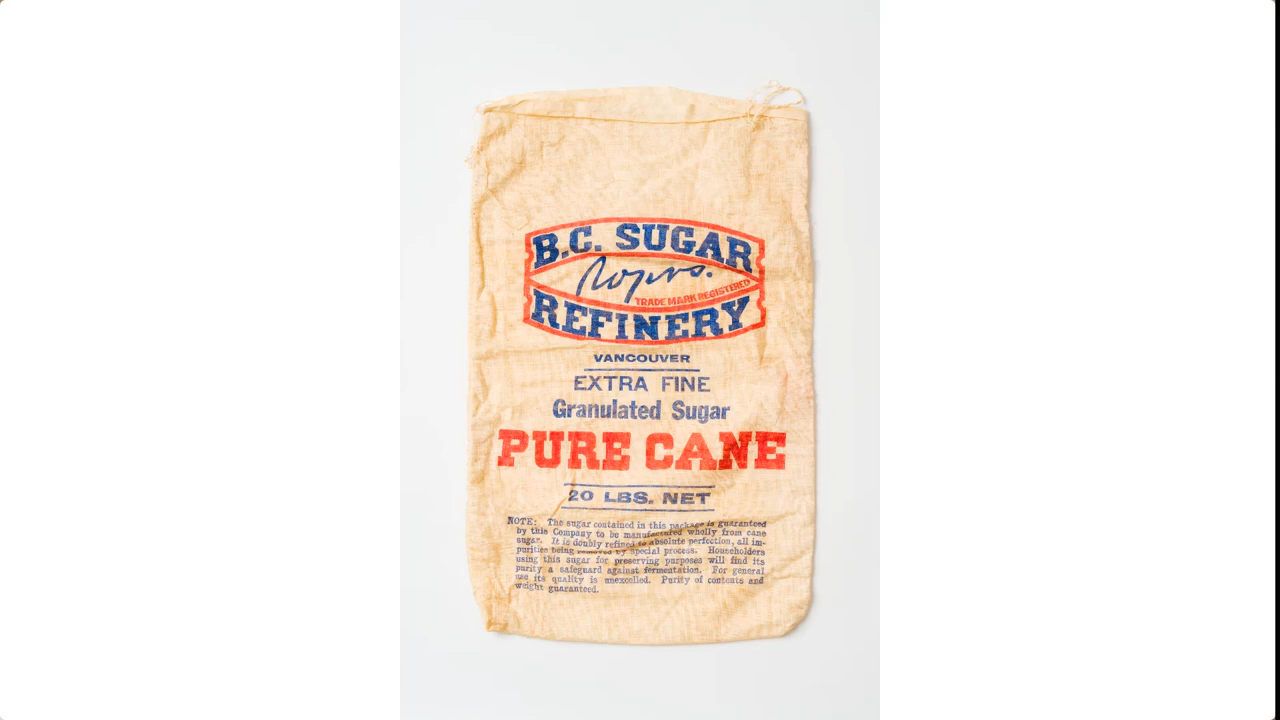 B.C. SUGAR
Rogers.
TRADE MARK REGISTERED
REFINERY
VANCOUVER
EXTRA FINE
Granulated Sugar
PURE CANE
20 LBS. NET
NOTE: The sugar contained in this package is guaranteed
by this Company to be manufactured wholly from cane
sugar. It is doubly refined to absolute perfection, all im-
purities being removed by special process. Householders
using this sugar for preserving purposes will find its
purity a safeguard against fermentation. For general
use its quality is unexcelled. Purity of contents and
weight guaranteed.